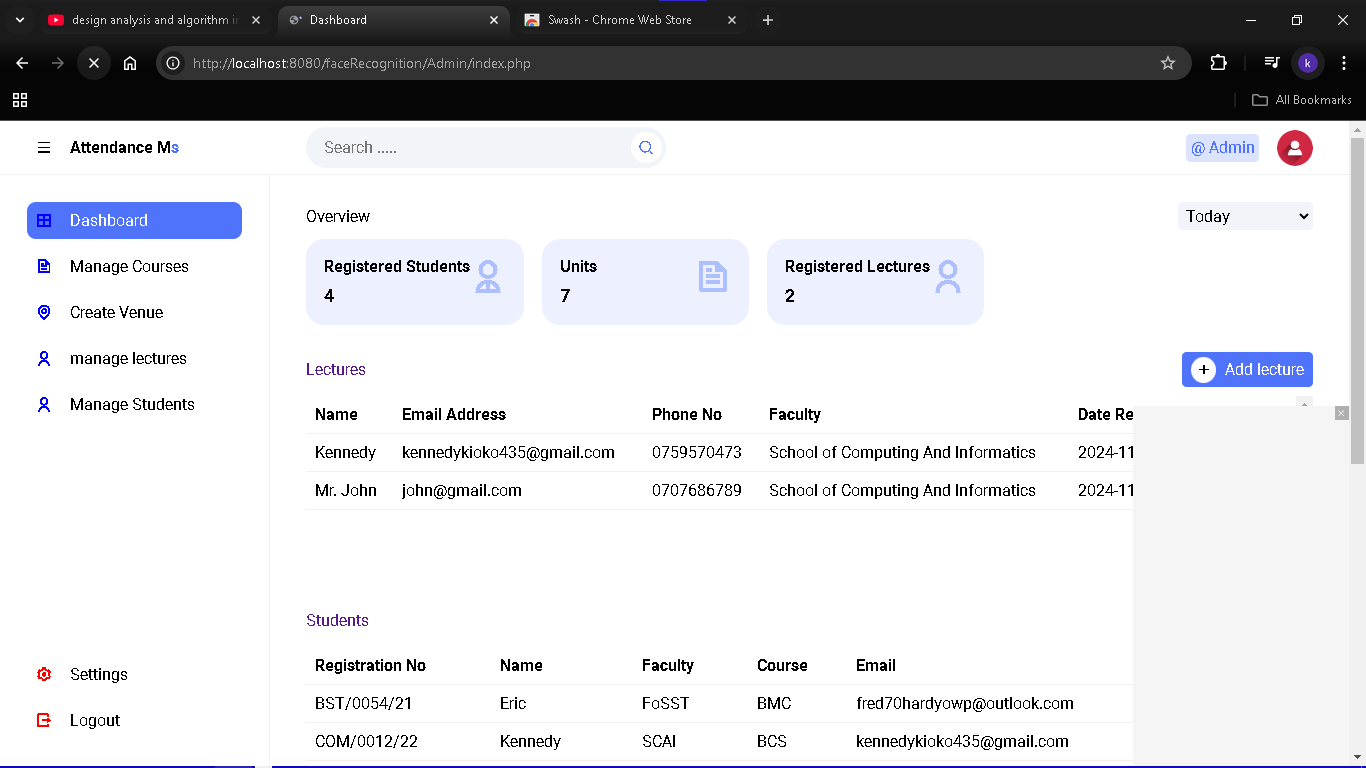 design analysis and algorithm i
Dashboard
Swash - Chrome Web Store
http://localhost:8080/faceRecognition/Admin/index.php
k
All Bookmarks
Attendance Ms
Search .....
@ Admin
Dashboard
Manage Courses
Create Venue
manage lectures
Manage Students
Settings
Logout
Overview
Today
Registered Students
4
Units
7
Registered Lectures
2
Lectures
Add lecture
Name Email Address Phone No Faculty Date Re
Kennedy kennedykioko435@gmail.com 0759570473 School of Computing And Informatics 2024-11
Mr. John john@gmail.com 0707686789 School of Computing And Informatics 2024-11
Students
Registration No Name Faculty Course Email
BST/0054/21 Eric FoSST BMC fred70hardyowp@outlook.com
COM/0012/22 Kennedy SCAI BCS kennedykioko435@gmail.com